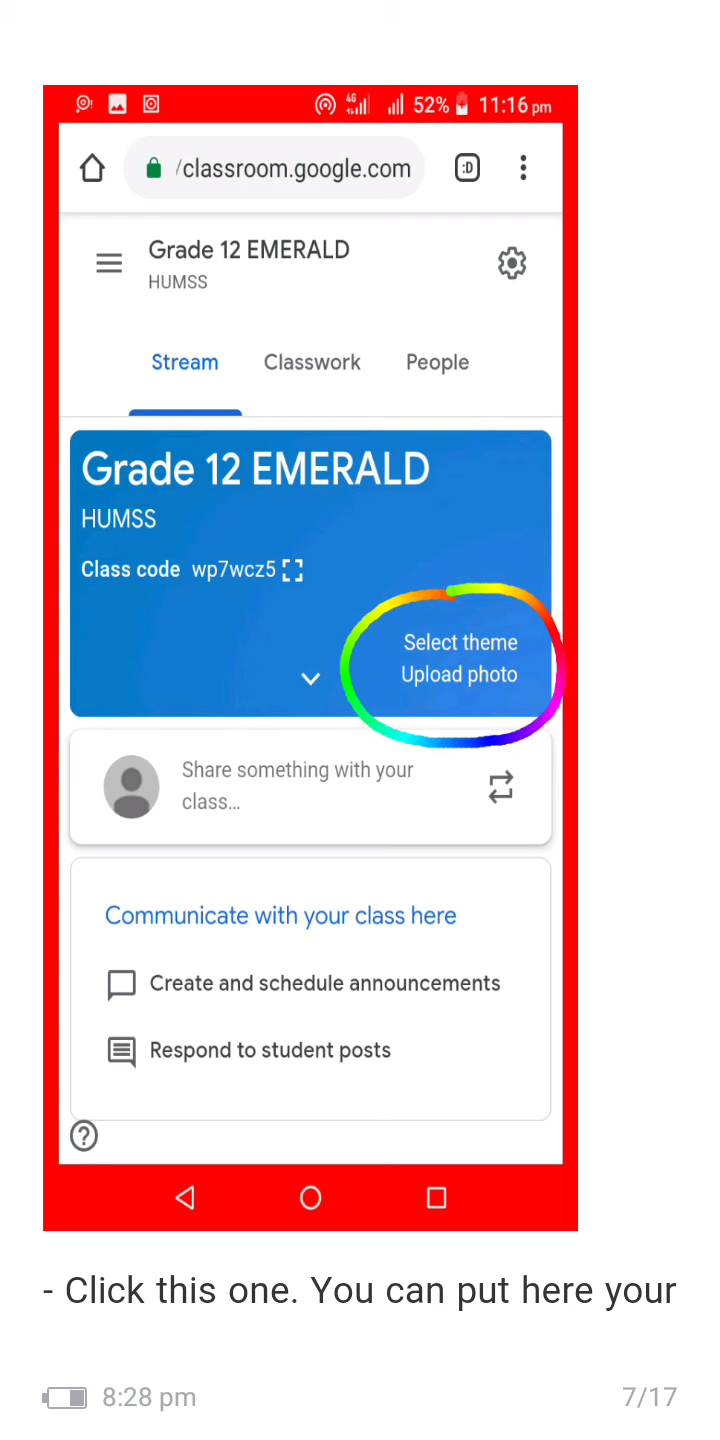 52% 11:16 pm
/classroom.google.com :D
Grade 12 EMERALD
HUMSS
Stream Classwork People
Grade 12 EMERALD
HUMSS
Class code wp7wcz5
Select theme
Upload photo
Share something with your
class...
Communicate with your class here
Create and schedule announcements
Respond to student posts
- Click this one. You can put here your
8:28 pm 7/17